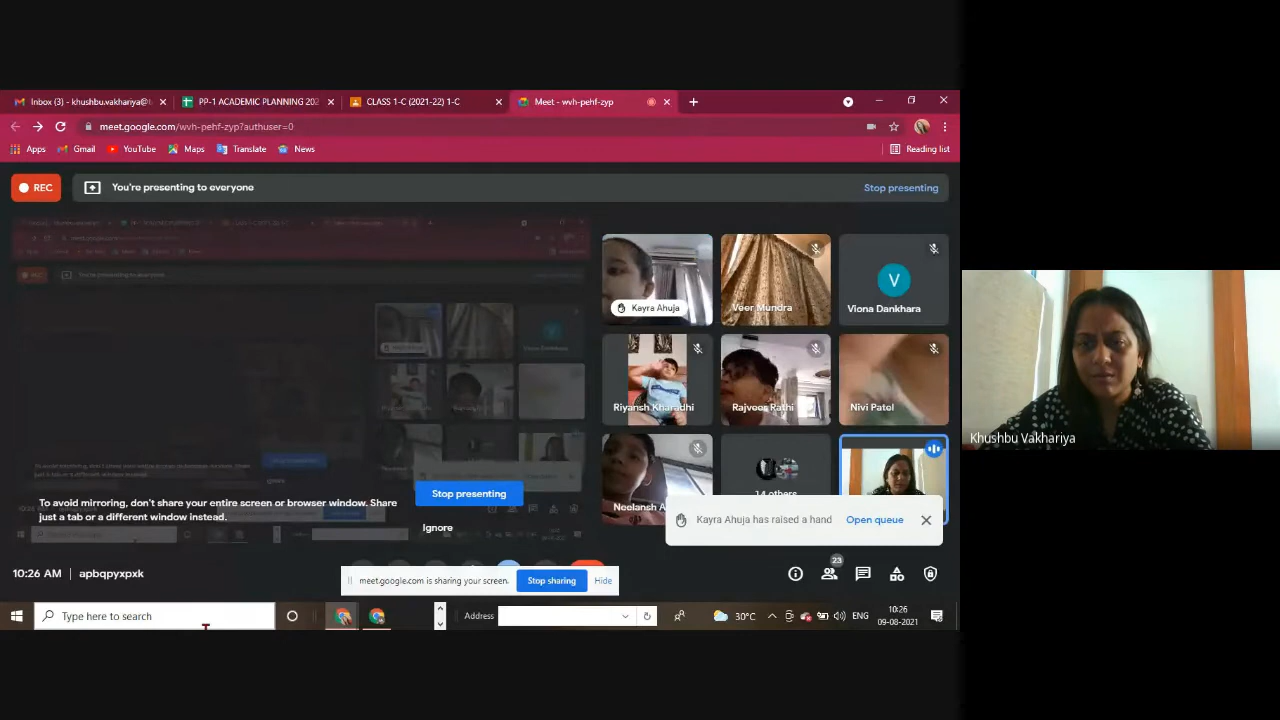 Inbox (3) - khushbu.vakhariya@
PP-1 ACADEMIC PLANNING 202
CLASS 1-C (2021-22) 1-C
Meet - wvh-pehf-zyp
meet.google.com/wvh-pehf-zyp?authuser=0
Apps
Gmail
YouTube
Maps
Translate
News
Reading list
REC
You're presenting to everyone
Stop presenting
Kayra Ahuja
Veer Mundra
Viona Dankhara
Riyansh Kharadhi
Rajvees Rathi
Nivi Patel
Khushbu Vakhariya
Neelansh A
14 others
Stop presenting
To avoid mirroring, don't share your entire screen or browser window. Share
just a tab or a different window instead.
Ignore
Kayra Ahuja has raised a hand
Open queue
10:26 AM | apbqpyxpxk
23
meet.google.com is sharing your screen.
Stop sharing
Hide
Type here to search
Address
30°C
ENG
10:26
09-08-2021